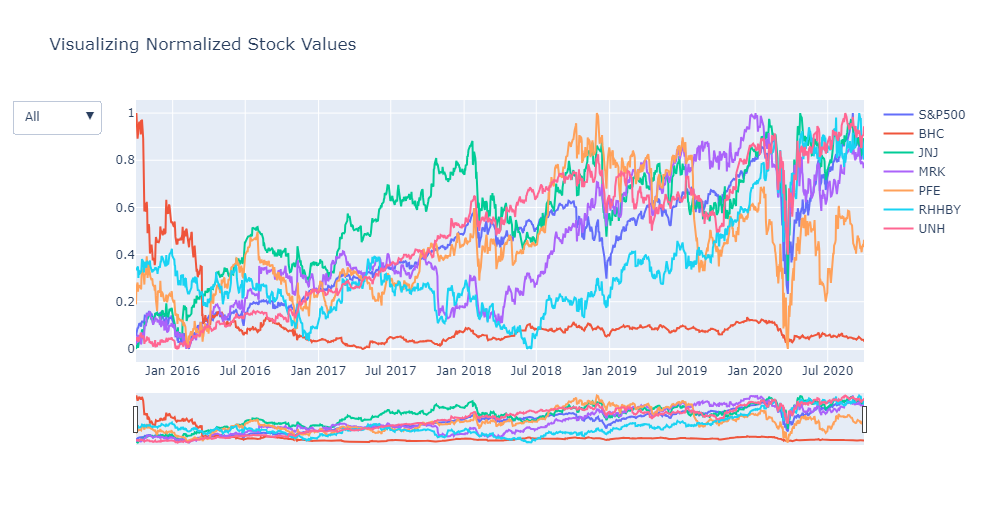 Visualizing Normalized Stock Values
All ▼
1
0.8
0.6
0.4
0.2
0
Jan 2016 Jul 2016 Jan 2017 Jul 2017 Jan 2018 Jul 2018 Jan 2019 Jul 2019 Jan 2020 Jul 2020
S&P500
BHC
JNJ
MRK
PFE
RHHBY
UNH